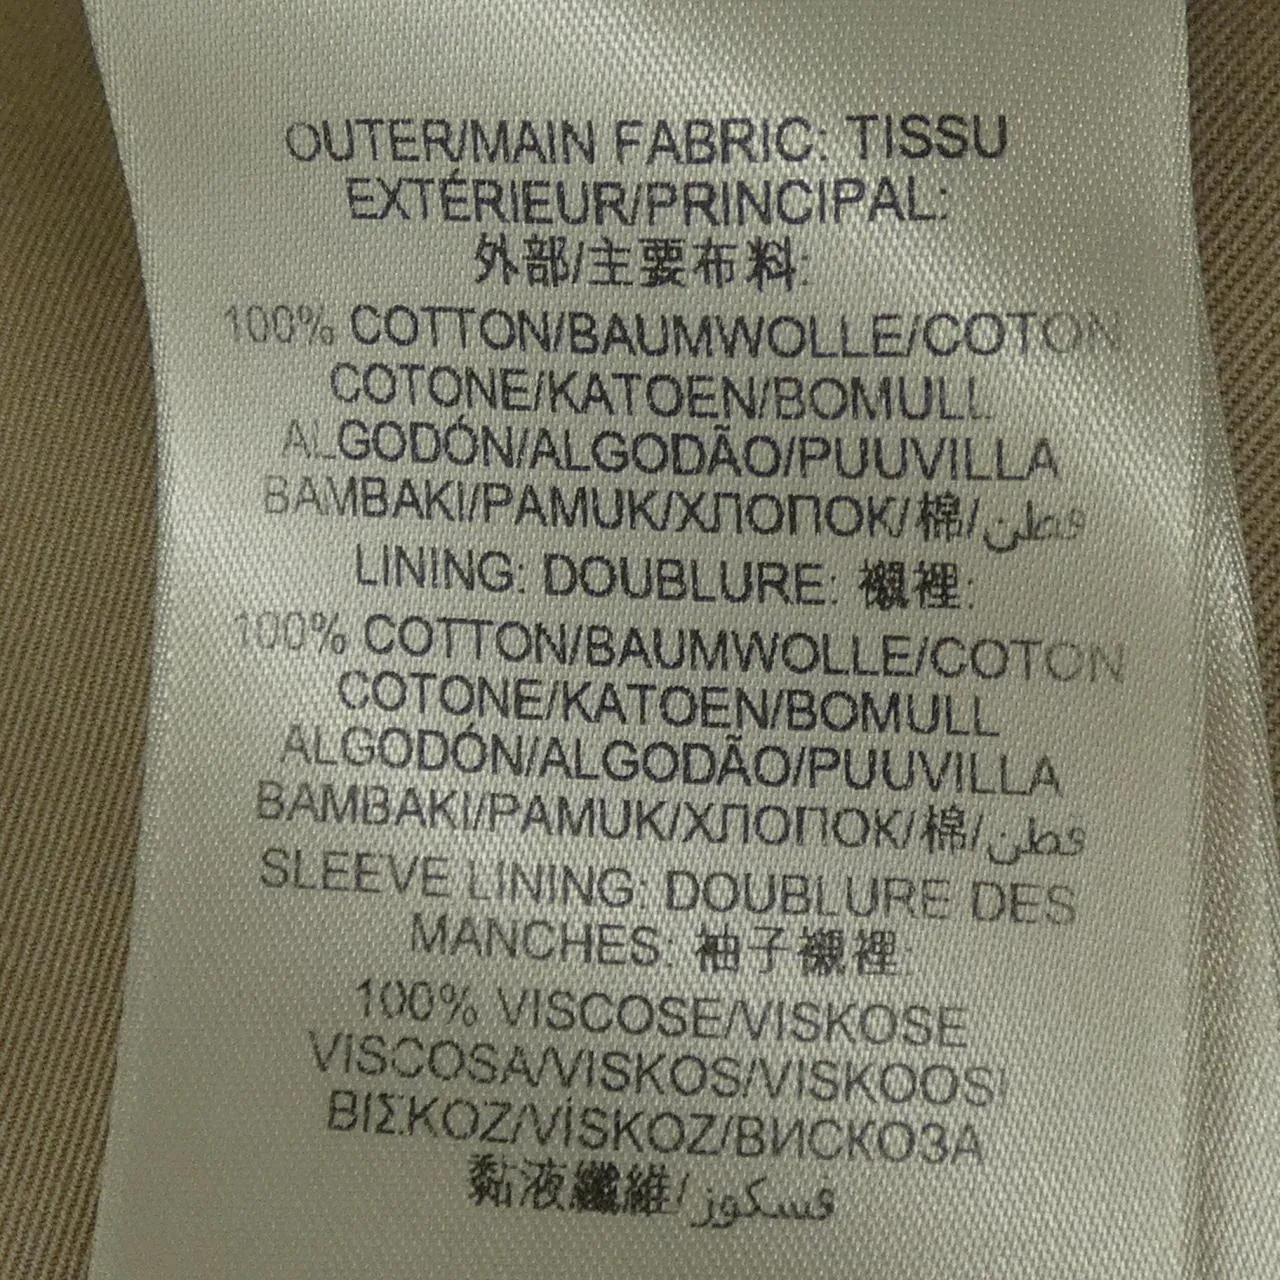 OUTER/MAIN FABRIC: TISSU
EXTÉRIEUR/PRINCIPAL:
外部/主要布料:
100% COTTON/BAUMWOLLE/COTON
COTONE/KATOEN/BOMULL
ALGODÓN/ALGODÃO/PUUVILLA
BAMBAKI/PAMUK/ХЛОПОК/棉/قطن
LINING: DOUBLURE: 襯裡:
100% COTTON/BAUMWOLLE/COTON
COTONE/KATOEN/BOMULL
ALGODÓN/ALGODÃO/PUUVILLA
BAMBAKI/PAMUK/ХЛОПОК/棉/قطن
SLEEVE LINING: DOUBLURE DES
MANCHES: 袖子襯裡:
100% VISCOSE/VISKOSE
VISCOSA/VISKOS/VISKOOSI
ΒΙΣΚΟΖ/VİSKOZ/ВИСКОЗА
黏液纖維/فسكوز